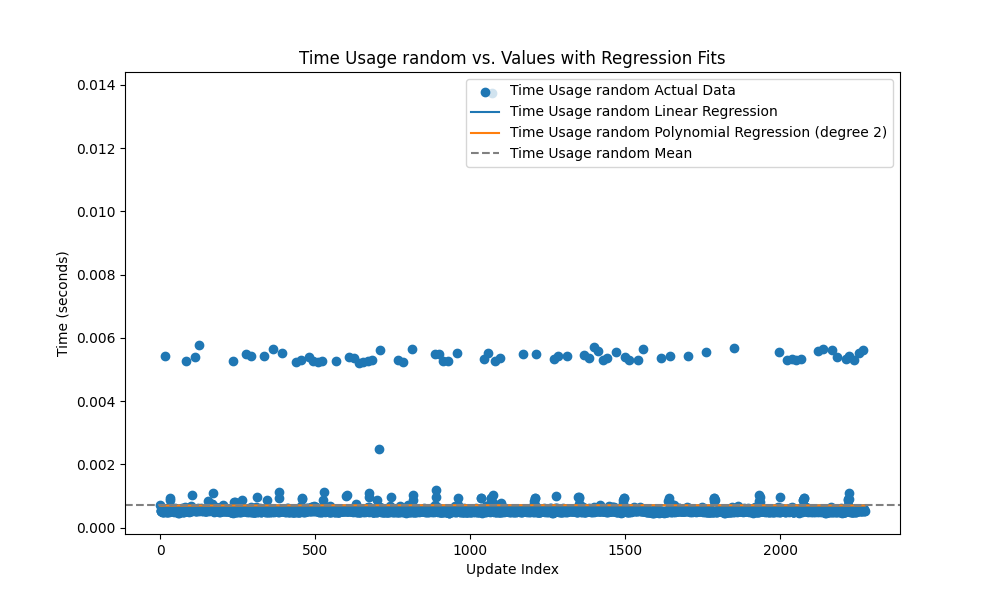 Time Usage random vs. Values with Regression Fits
Time Usage random Actual Data
Time Usage random Linear Regression
Time Usage random Polynomial Regression (degree 2)
Time Usage random Mean
Time (seconds)
0.014
0.012
0.010
0.008
0.006
0.004
0.002
0.000
0 500 1000 1500 2000
Update Index